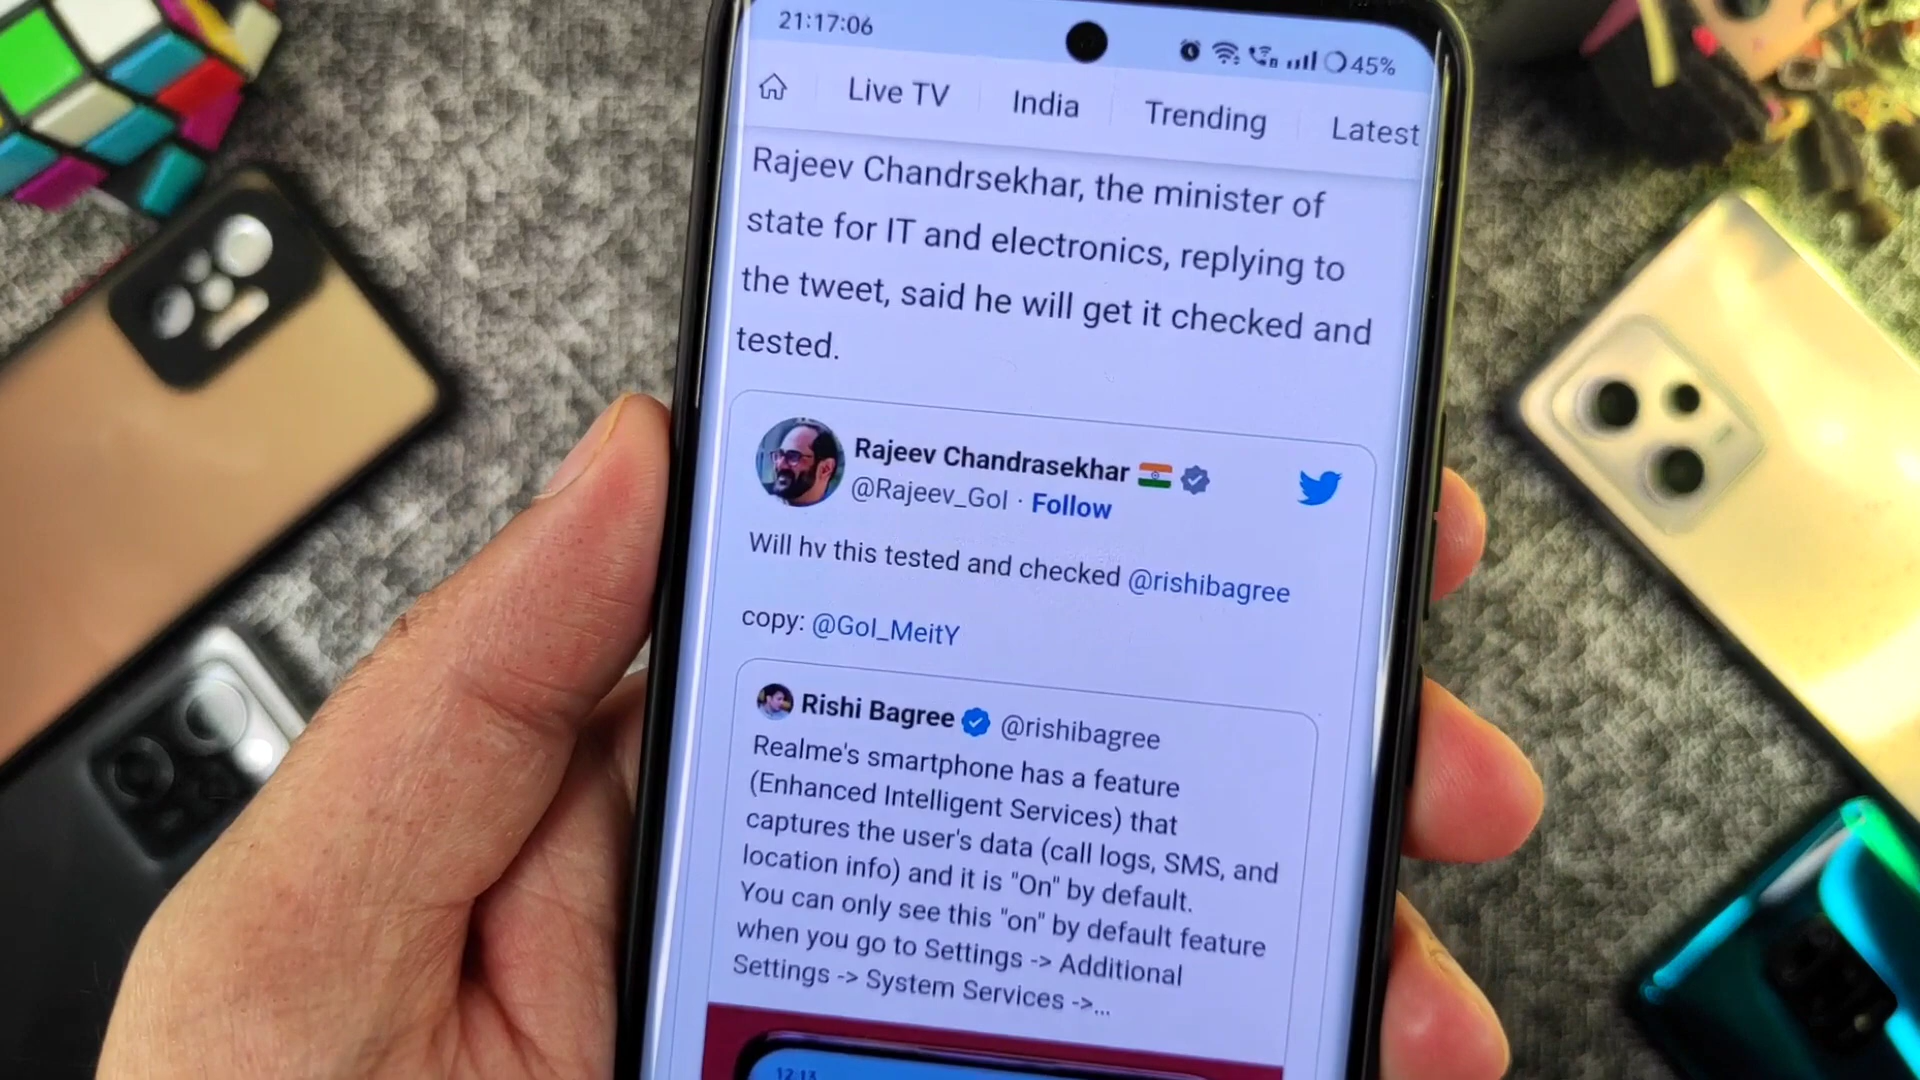 21:17:06
45%
Live TV
India
Trending
Latest
Rajeev Chandrsekhar, the minister of
state for IT and electronics, replying to
the tweet, said he will get it checked and
tested.
Rajeev Chandrasekhar
@Rajeev_GoI · Follow
Will hv this tested and checked @rishibagree
copy: @GoI_MeitY
Rishi Bagree @rishibagree
Realme's smartphone has a feature
(Enhanced Intelligent Services) that
captures the user's data (call logs, SMS, and
location info) and it is "On" by default.
You can only see this "on" by default feature
when you go to Settings -> Additional
Settings -> System Services ->...
12:13